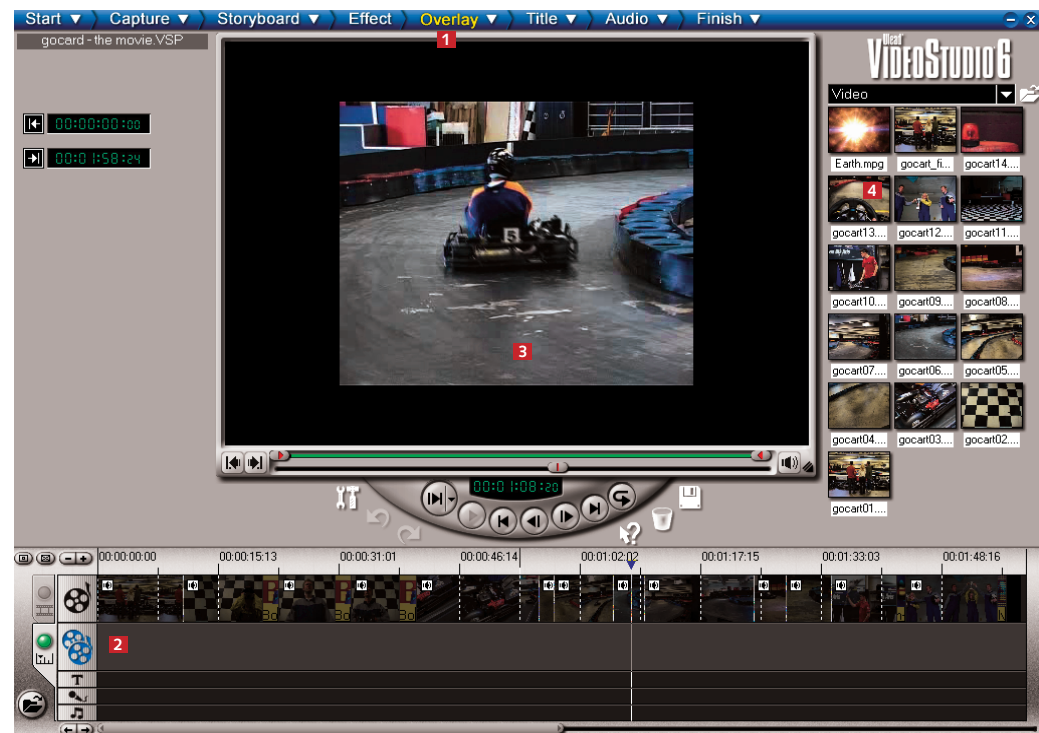 Start ▼ Capture ▼ Storyboard ▼ Effect Overlay ▼ Title ▼ Audio ▼ Finish ▼
1
gocard - the movie.VSP
Ulead
VIDEOSTUDIO 6
Video
00:00:00:00
00:01:58:24
Earth.mpg gocart_fi... gocart14....
4
gocart13.... gocart12.... gocart11....
gocart10.... gocart09.... gocart08....
5
3
gocart07.... gocart06.... gocart05....
gocart04.... gocart03.... gocart02....
gocart01....
00:01:08:20
00:00:00:00 00:00:15:13 00:00:31:01 00:00:46:14 00:01:02:02 00:01:17:15 00:01:33:03 00:01:48:16
2
T